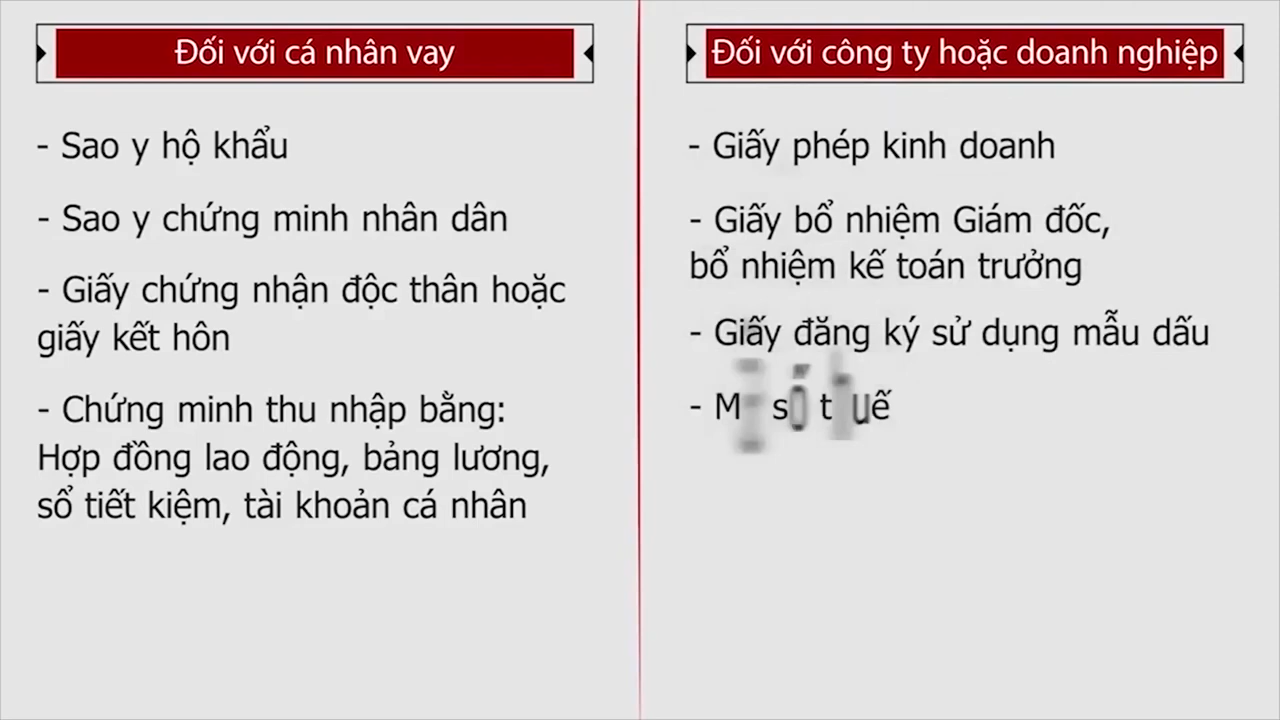 Đối với cá nhân vay
- Sao y hộ khẩu
- Sao y chứng minh nhân dân
- Giấy chứng nhận độc thân hoặc
giấy kết hôn
- Chứng minh thu nhập bằng:
Hợp đồng lao động, bảng lương,
sổ tiết kiệm, tài khoản cá nhân
Đối với công ty hoặc doanh nghiệp
- Giấy phép kinh doanh
- Giấy bổ nhiệm Giám đốc,
bổ nhiệm kế toán trưởng
- Giấy đăng ký sử dụng mẫu dấu
- số thuế